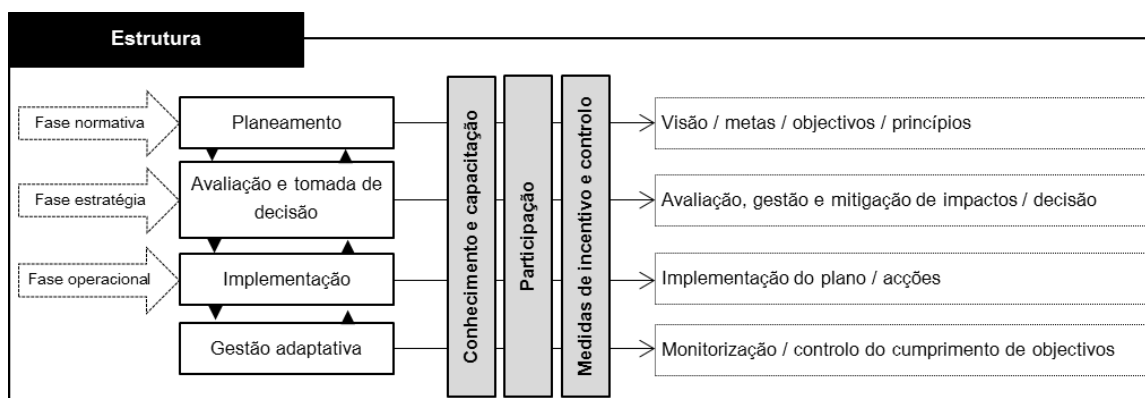 Estrutura
Fase normativa
Planeamento
Visão / metas / objectivos / princípios
Fase estratégia
Avaliação e tomada de
decisão
Avaliação, gestão e mitigação de impactos / decisão
Fase operacional
Implementação
Implementação do plano / acções
Gestão adaptativa
Monitorização / controlo do cumprimento de objectivos
Conhecimento e capacitação
Participação
Medidas de incentivo e controlo